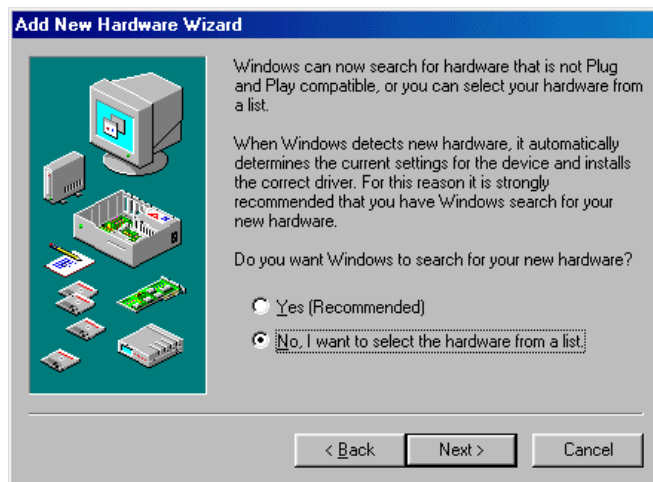 Add New Hardware Wizard
Windows can now search for hardware that is not Plug
and Play compatible, or you can select your hardware from
a list.
When Windows detects new hardware, it automatically
determines the current settings for the device and installs
the correct driver. For this reason it is strongly
recommended that you have Windows search for your
new hardware.
Do you want Windows to search for your new hardware?
Yes (Recommended)
No, I want to select the hardware from a list.
< Back Next > Cancel